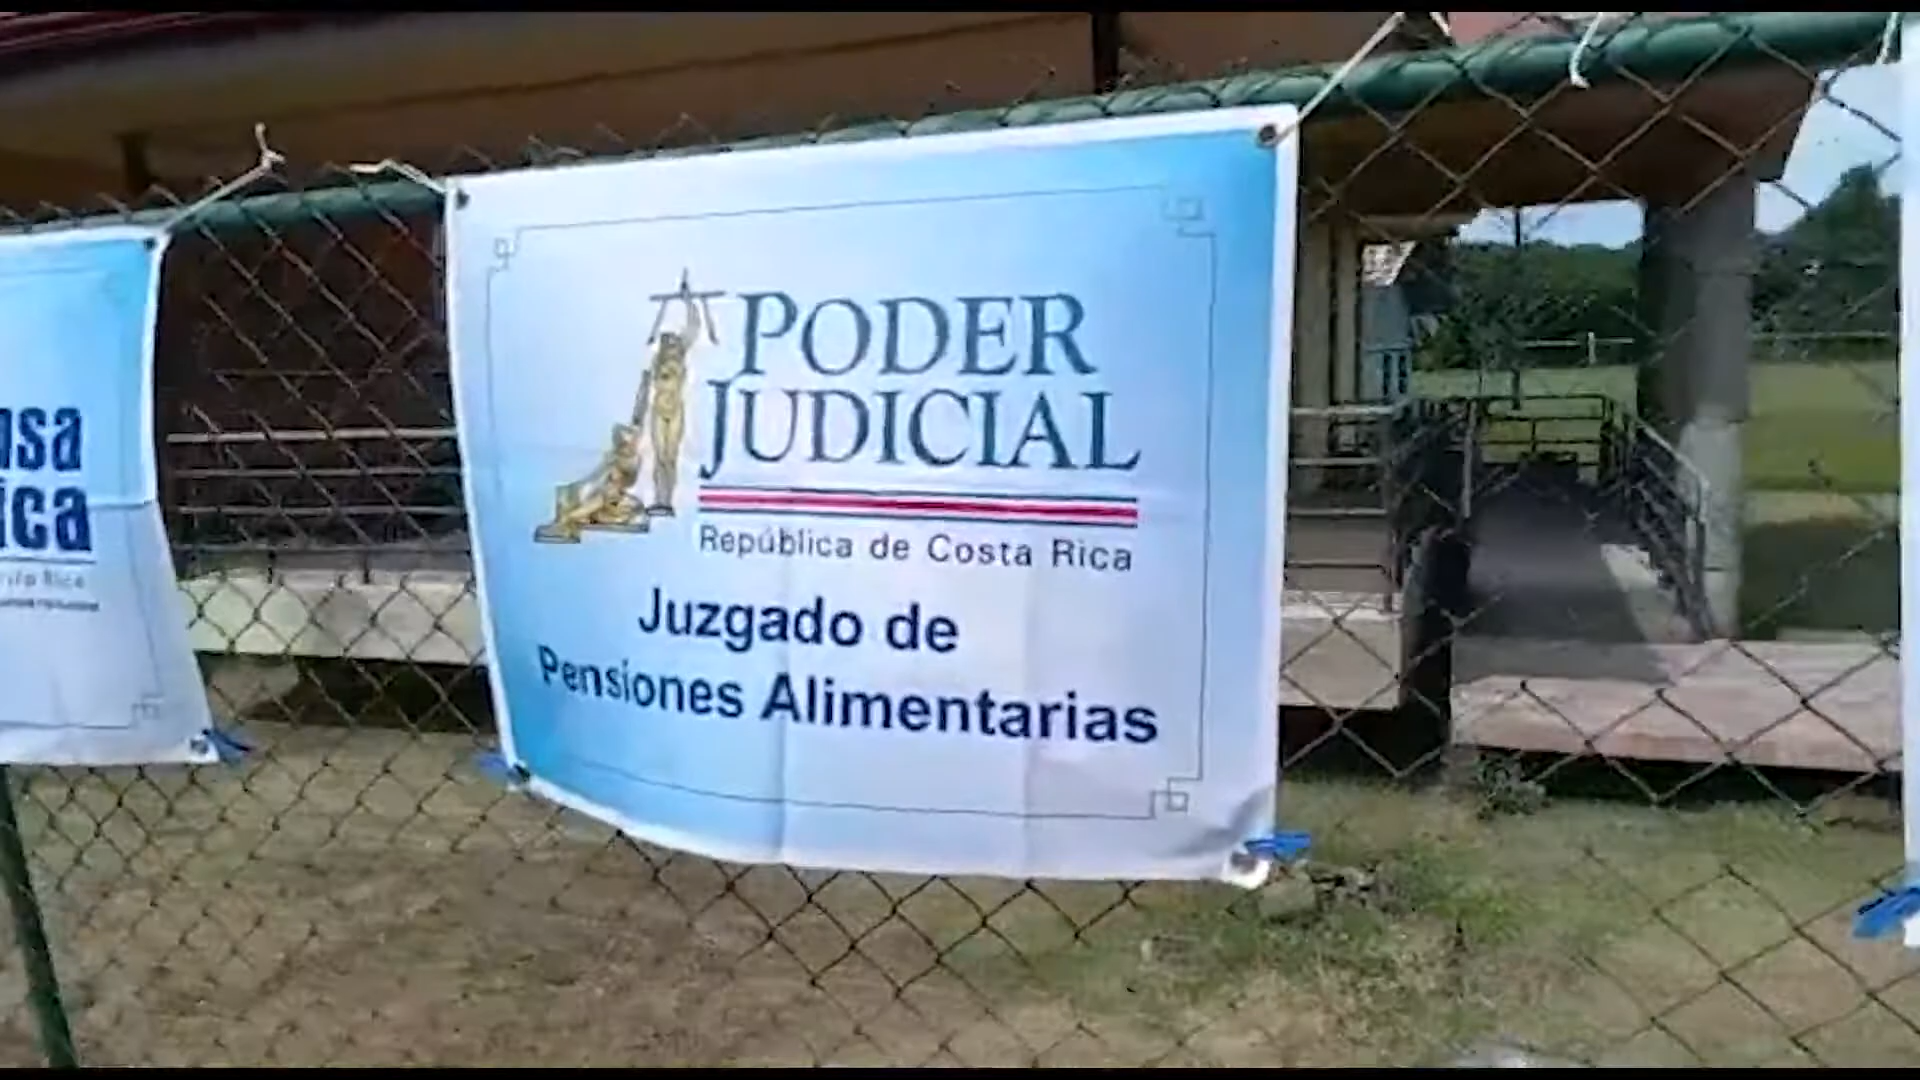 PODER
JUDICIAL
República de Costa Rica
Juzgado de
Pensiones Alimentarias